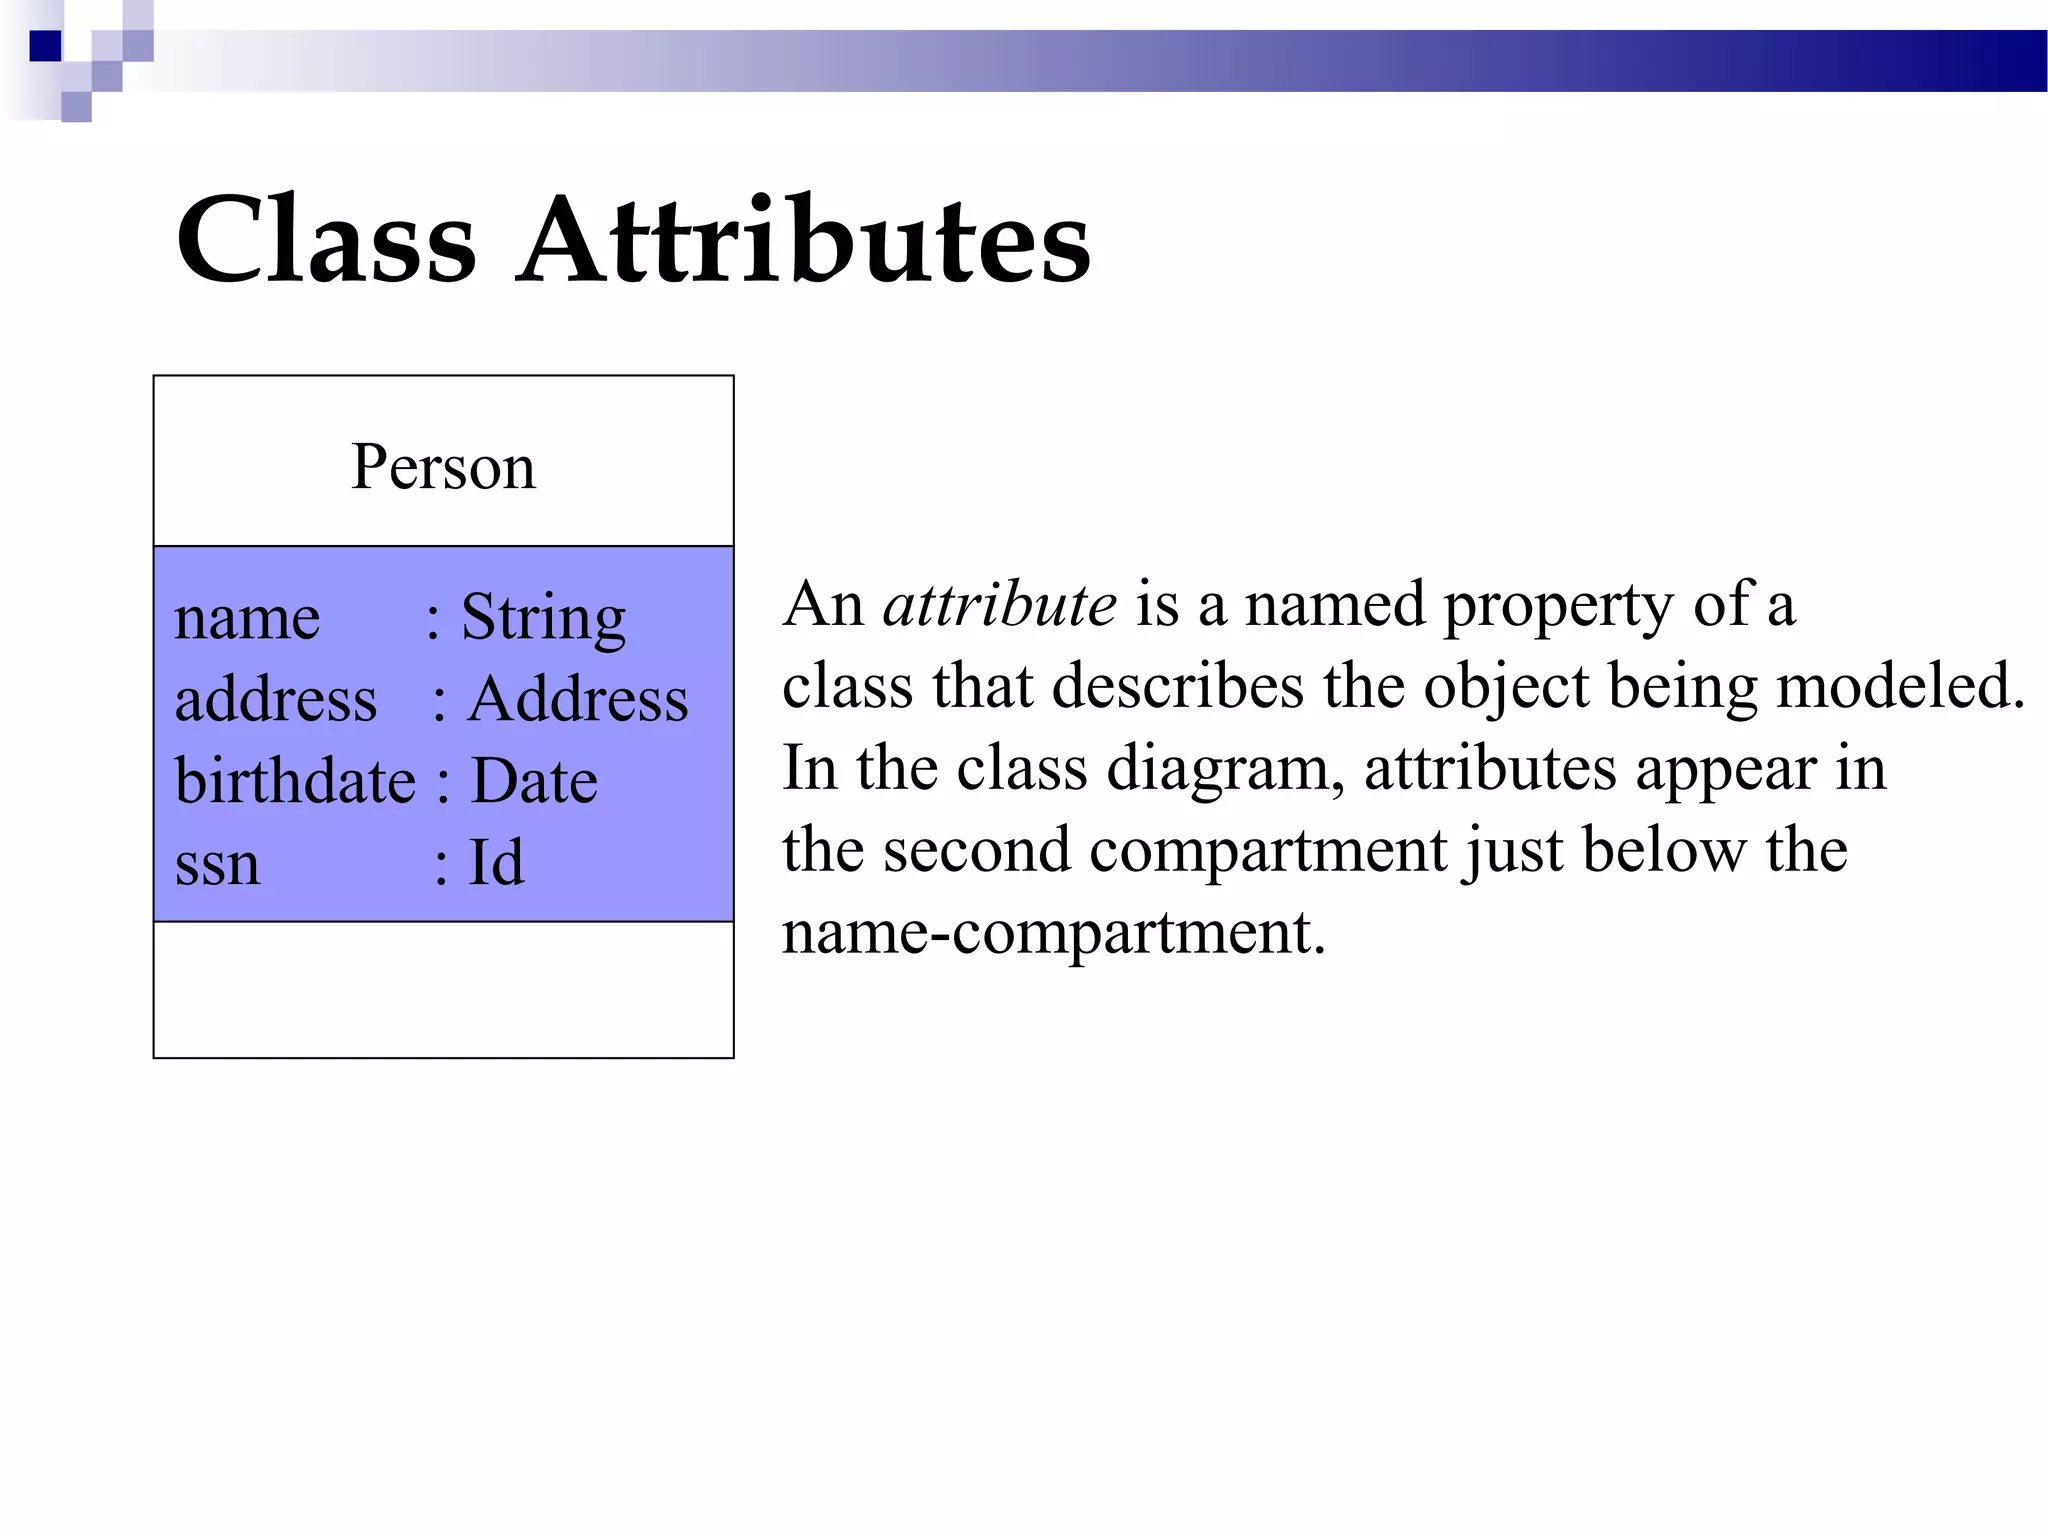 Class Attributes
Person
name : String
address : Address
birthdate : Date
ssn : Id
An attribute is a named property of a
class that describes the object being modeled.
In the class diagram, attributes appear in
the second compartment just below the
name-compartment.